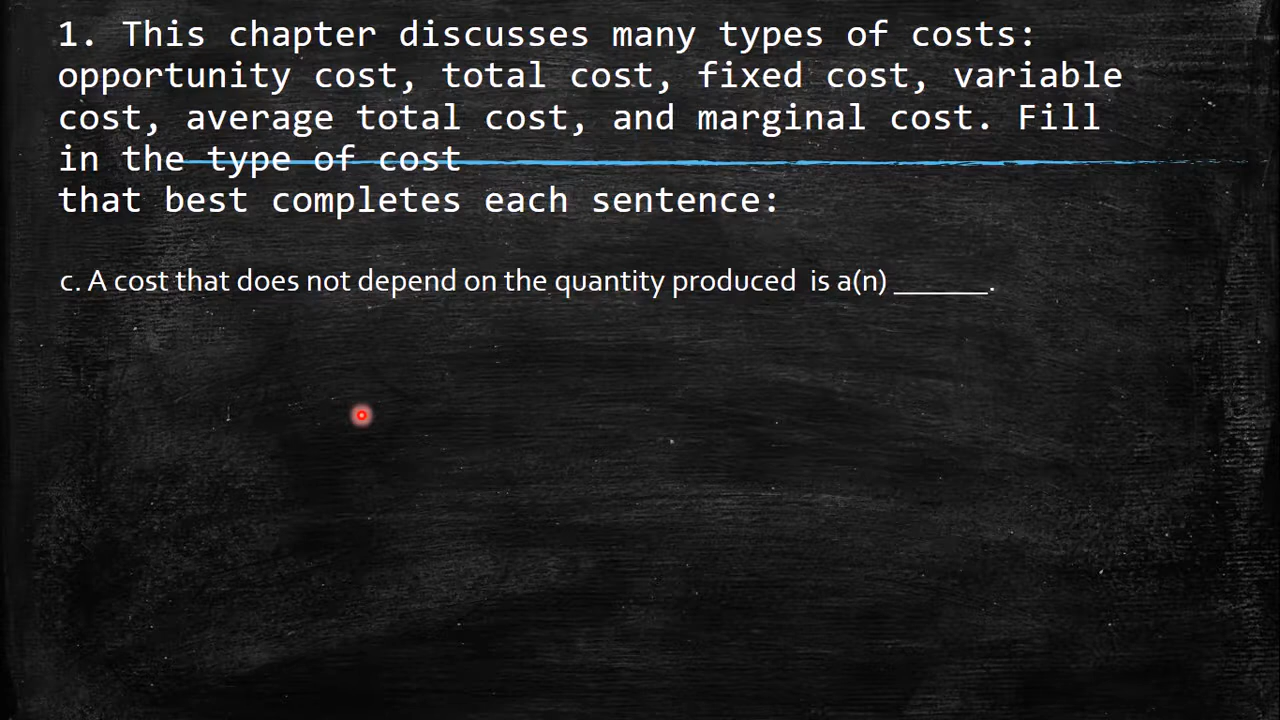 1. This chapter discusses many types of costs:
opportunity cost, total cost, fixed cost, variable
cost, average total cost, and marginal cost. Fill
in the type of cost
that best completes each sentence:
c. A cost that does not depend on the quantity produced  is a(n) _______.